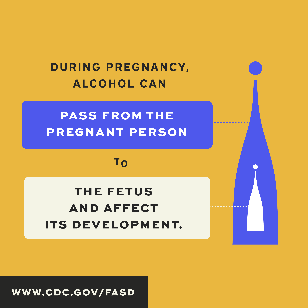 DURING PREGNANCY,
ALCOHOL CAN
PASS FROM THE
PREGNANT PERSON
TO
THE FETUS
AND AFFECT
ITS DEVELOPMENT.
WWW.CDC.GOV/FASD